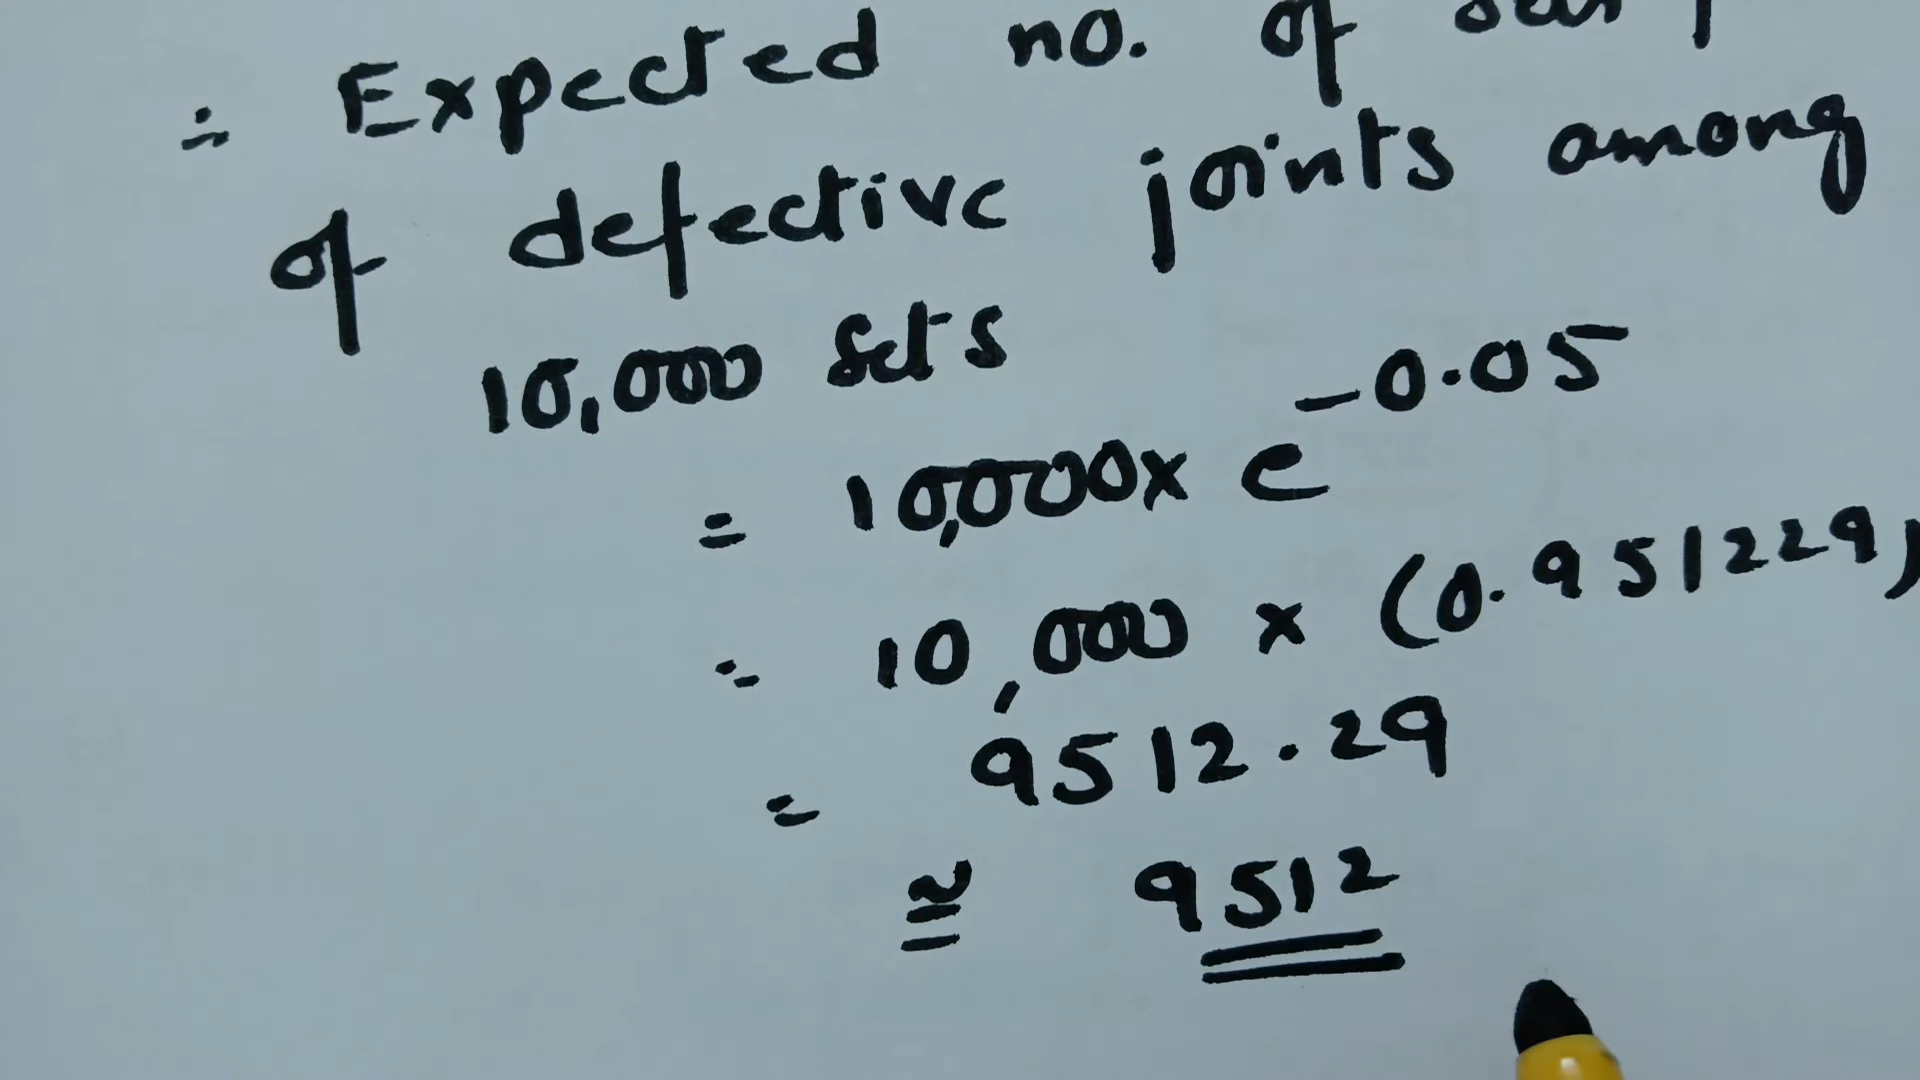 ∴ Expected no. of
of defective joints among
10,000 sets
= 10,000 x e^-0.05
= 10,000 x (0.951229)
= 9512.29
≅ 9512